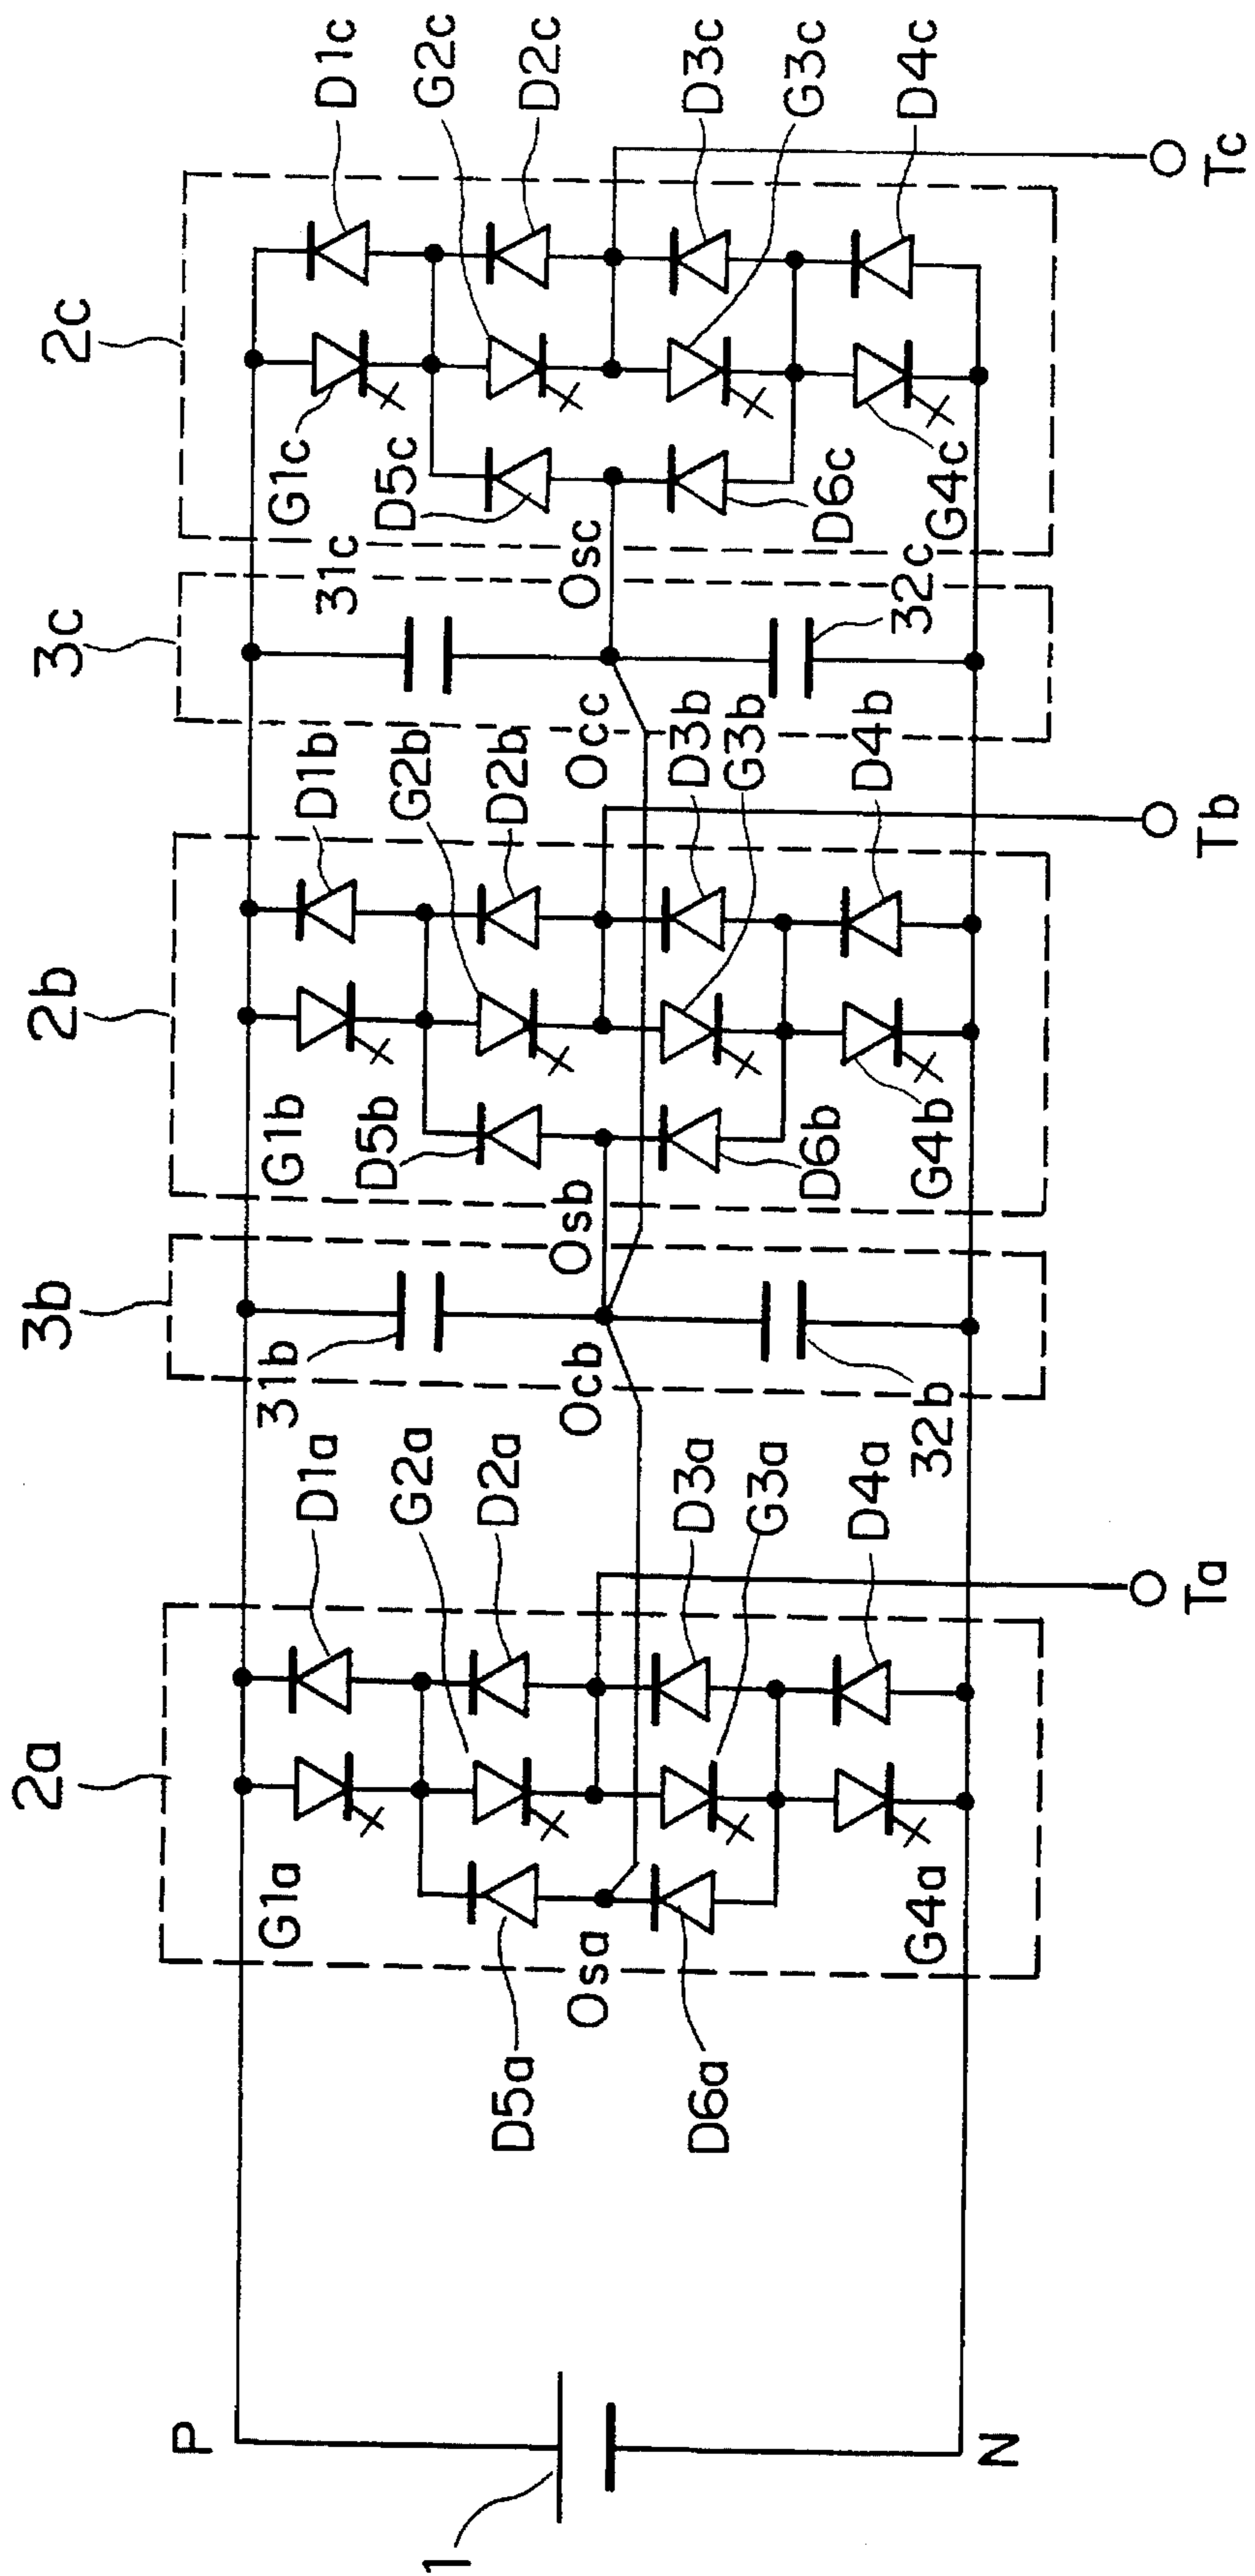 1
P
N
2a
G1a
D1a
G2a
D2a
D5a
Osa
D6a
D3a
G3a
D4a
G4a
Ta
3b
31b
Ocb
32b
2b
G1b
D1b
G2b
D2b
D5b
Osb
D6b
D3b
G3b
D4b
G4b
Tb
3c
31c
Occ
32c
2c
G1c
D1c
G2c
D2c
D5c
Osc
D6c
D3c
G3c
D4c
G4c
Tc